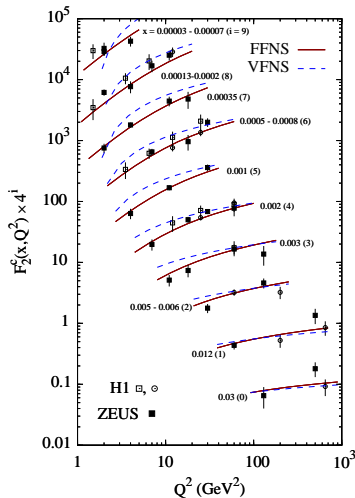 10^5
10^4
10^3
100
10
1
0.1
0.01
F_2^c(x,Q^2) × 4^i
x = 0.00003 - 0.00007 (i = 9)
FFNS
VFNS
0.00013-0.0002 (8)
0.00035 (7)
0.0005 - 0.0008 (6)
0.001 (5)
0.002 (4)
0.003 (3)
0.005 - 0.006 (2)
0.012 (1)
0.03 (0)
H1 ,
ZEUS
1 10 100 10^3
Q^2 (GeV^2)